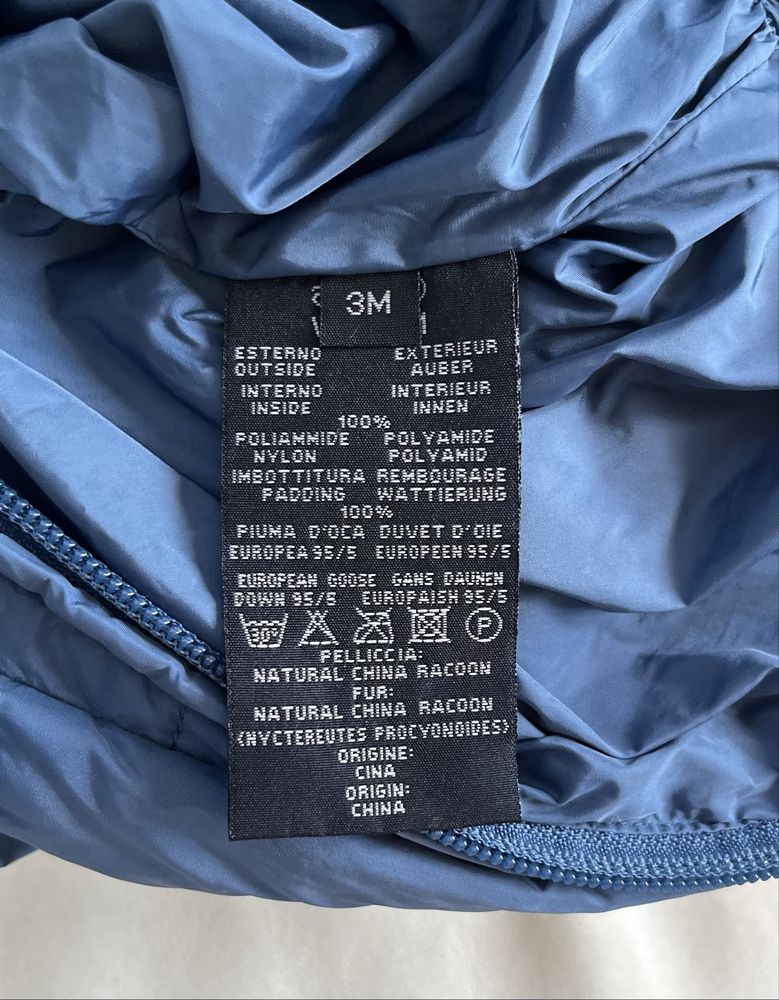 3M
ESTERNO EXTERIEUR
OUTSIDE AUBER
INTERNO INTERIEUR
INSIDE INNEN
100%
POLIAMMIDE POLYAMIDE
NYLON POLYAMID
IMBOTTITURA REMBOURAGE
PADDING WATTIERUNG
100%
PIUMA D'OCA DUVET D'OIE
EUROPEA 95/5 EUROPEEN 95/5
EUROPEAN GOOSE GANS DAUNEN
DOWN 95/5 EUROPAISH 95/5
30° P
PELLICCIA:
NATURAL CHINA RACOON
FUR:
NATURAL CHINA RACOON
(NYCTEREUTES PROCYONOIDES)
ORIGINE:
CINA
ORIGIN:
CHINA